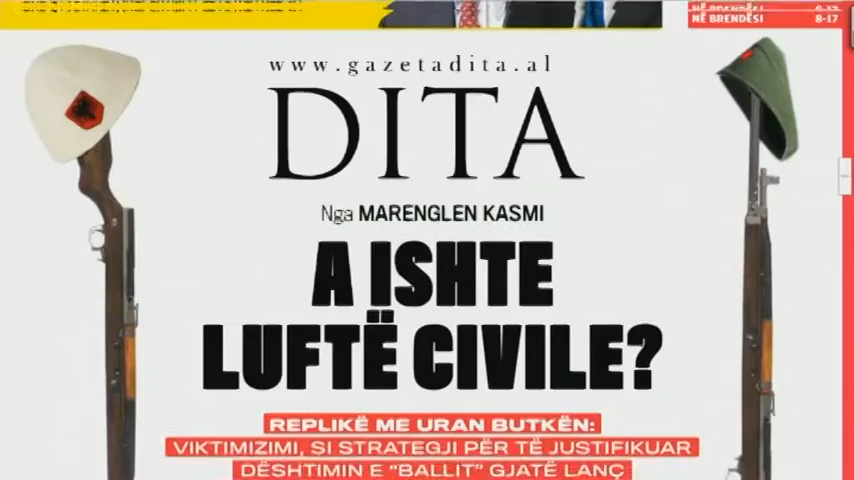 NË BRENDËSI 8-17
www.gazetadita.al
DITA
Nga MARENGLEN KASMI
A ISHTE
LUFTË CIVILE?
REPLIKË ME URAN BUTKËN:
VIKTIMIZIMI, SI STRATEGJI PËR TË JUSTIFIKUAR
DËSHTIMIN E “BALLIT” GJATË LANÇ